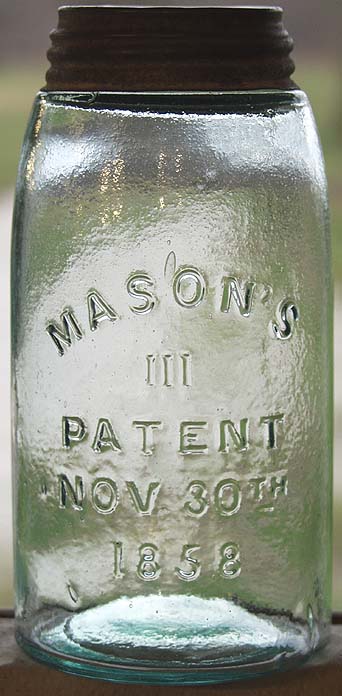 MASON'S
III
PATENT
NOV 30TH
1858